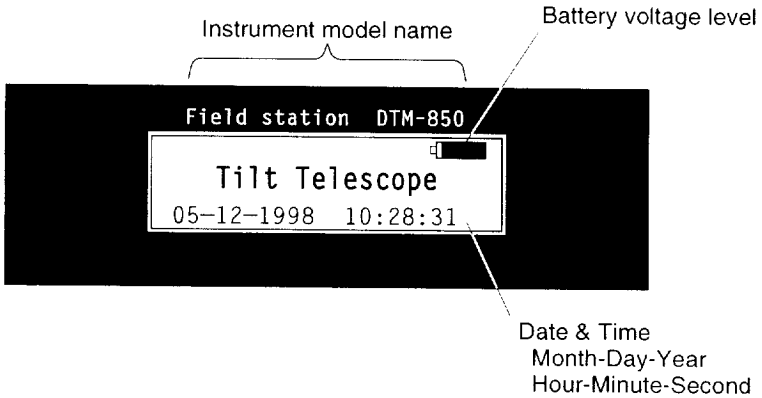 Battery voltage level
Instrument model name
Field station DTM-850
Tilt Telescope
05-12-1998 10:28:31
Date & Time
Month-Day-Year
Hour-Minute-Second